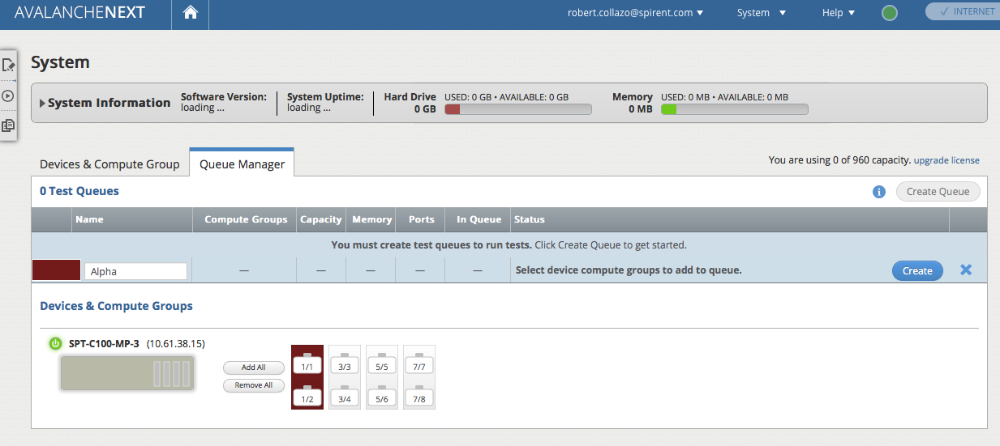 AVALANCHENEXT
robert.collazo@spirent.com
System
Help
INTERNET
System
System Information
Software Version:
loading ...
System Uptime:
loading ...
Hard Drive
0 GB
USED: 0 GB • AVAILABLE: 0 GB
Memory
0 MB
USED: 0 MB • AVAILABLE: 0 MB
Devices & Compute Group
Queue Manager
You are using 0 of 960 capacity. upgrade license
0 Test Queues
Create Queue
Name Compute Groups Capacity Memory Ports In Queue Status
You must create test queues to run tests. Click Create Queue to get started.
Alpha — — — — — Select device compute groups to add to queue. Create
Devices & Compute Groups
SPT-C100-MP-3 (10.61.38.15)
Add All
Remove All
1/1 3/3 5/5 7/7
1/2 3/4 5/6 7/8